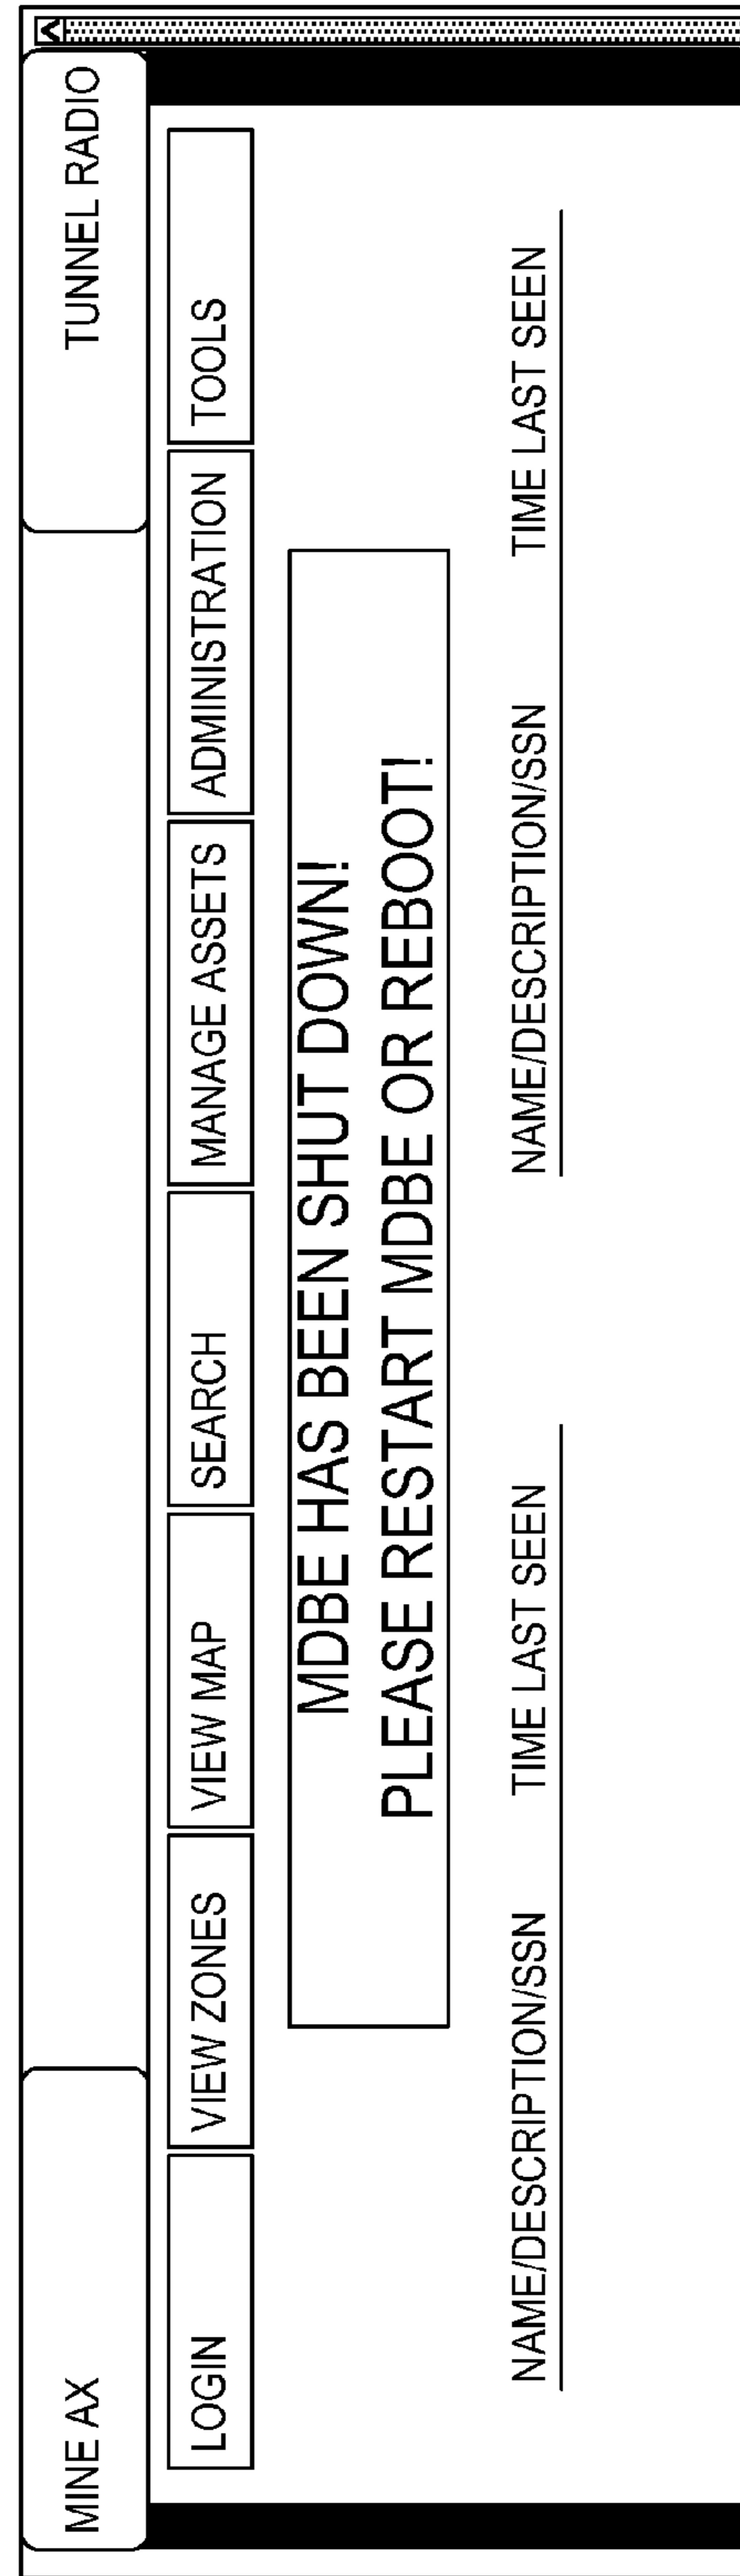 MINE AX TUNNEL RADIO
LOGIN VIEW ZONES VIEW MAP SEARCH MANAGE ASSETS ADMINISTRATION TOOLS
MDBE HAS BEEN SHUT DOWN!
PLEASE RESTART MDBE OR REBOOT!
NAME/DESCRIPTION/SSN TIME LAST SEEN NAME/DESCRIPTION/SSN TIME LAST SEEN